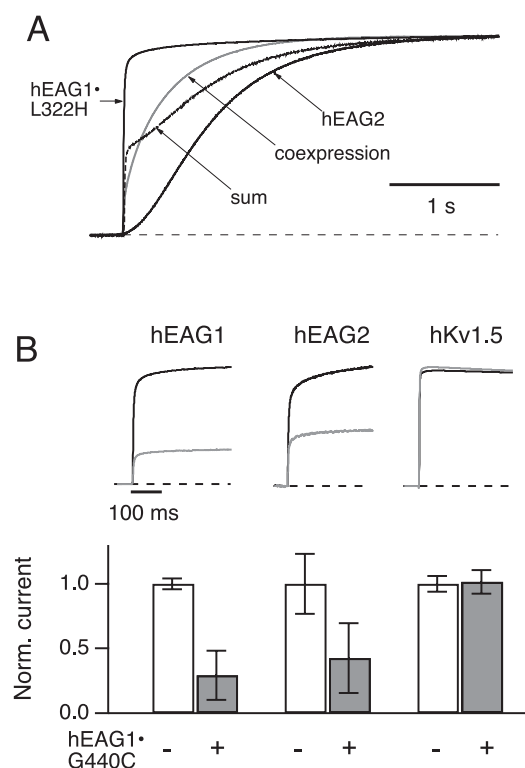 A
hEAG1•
L322H
hEAG2
coexpression
sum
1 s
B
hEAG1 hEAG2 hKv1.5
100 ms
Norm. current
1.0
0.5
0.0
hEAG1•
G440C
- + - + - +